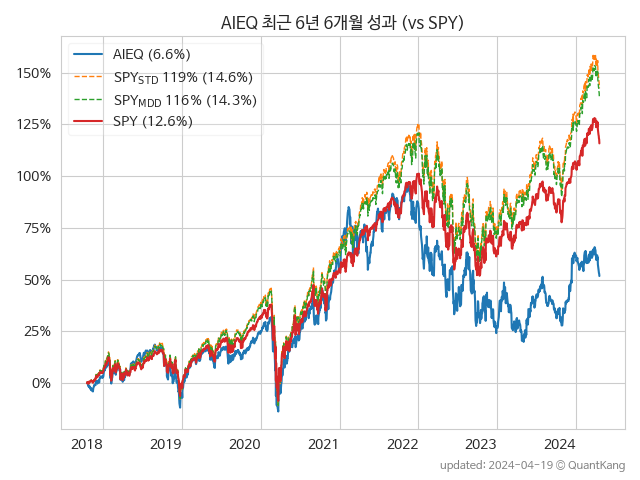 AIEQ 최근 6년 6개월 성과 (vs SPY)
AIEQ (6.6%)
SPY_STD 119% (14.6%)
SPY_MDD 116% (14.3%)
SPY (12.6%)
150%
125%
100%
75%
50%
25%
0%
2018 2019 2020 2021 2022 2023 2024
updated: 2024-04-19 © QuantKang